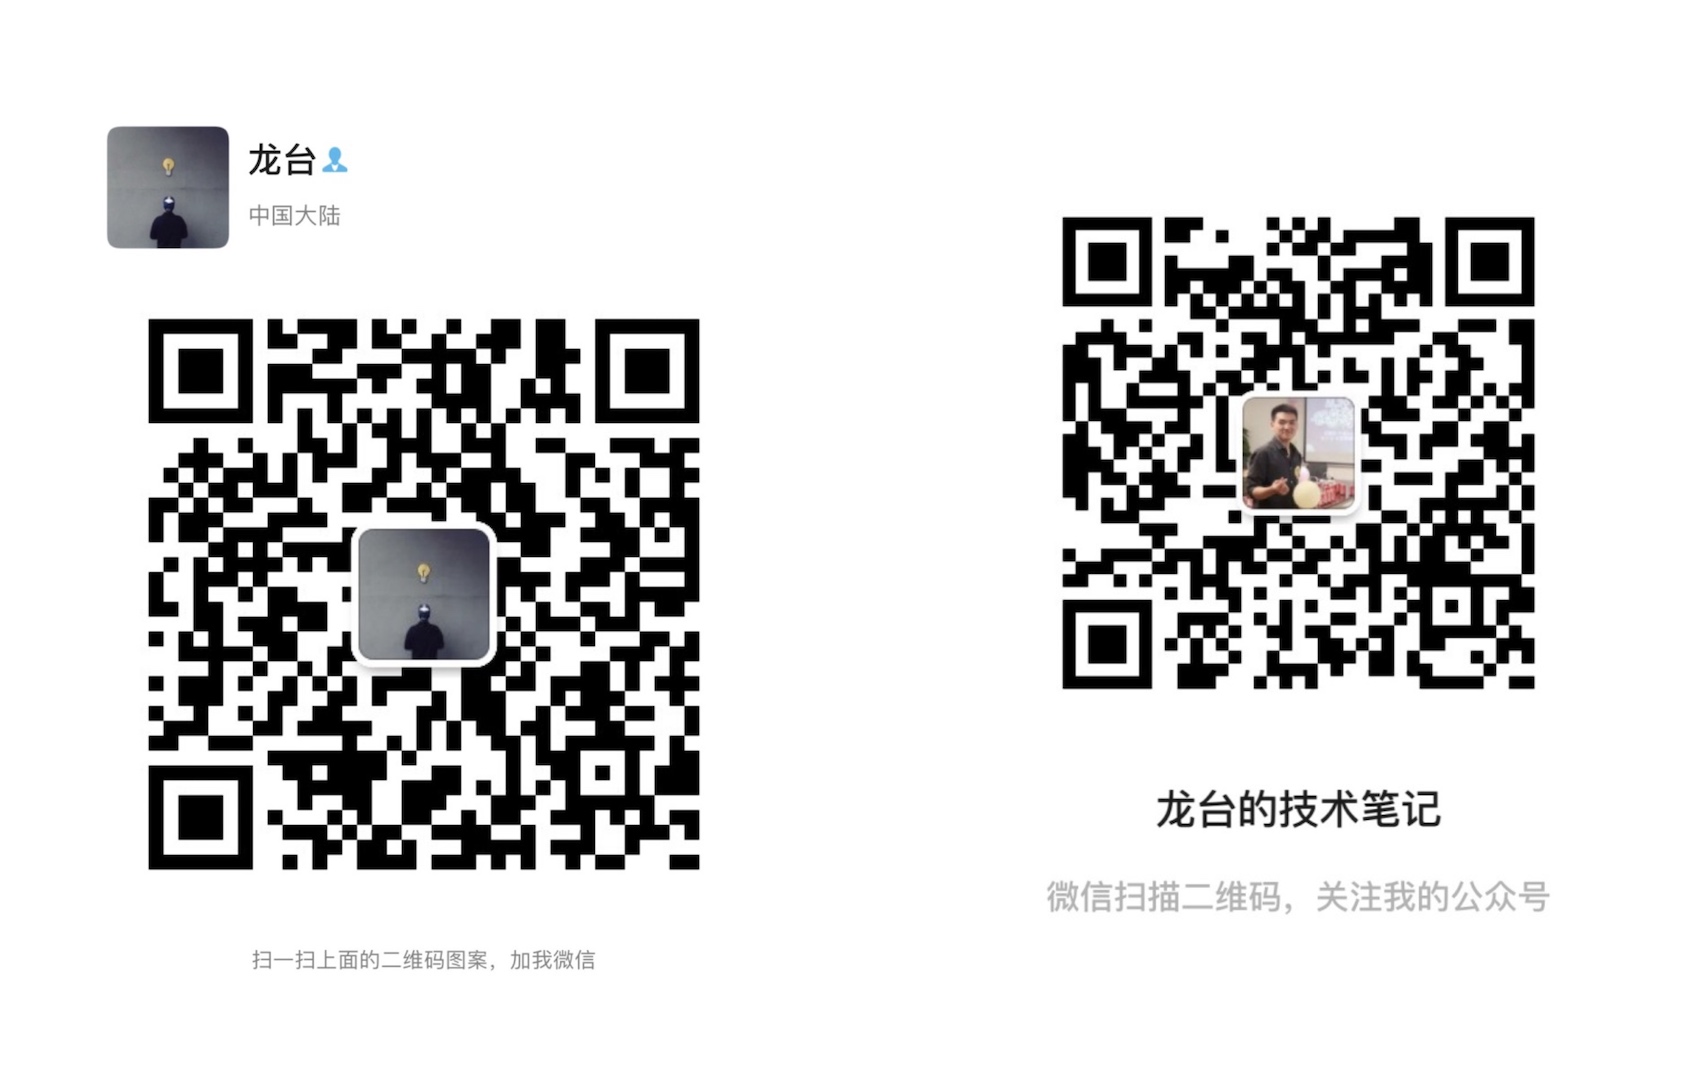 龙台
中国大陆
扫一扫上面的二维码图案，加我微信
龙台的技术笔记
微信扫描二维码，关注我的公众号